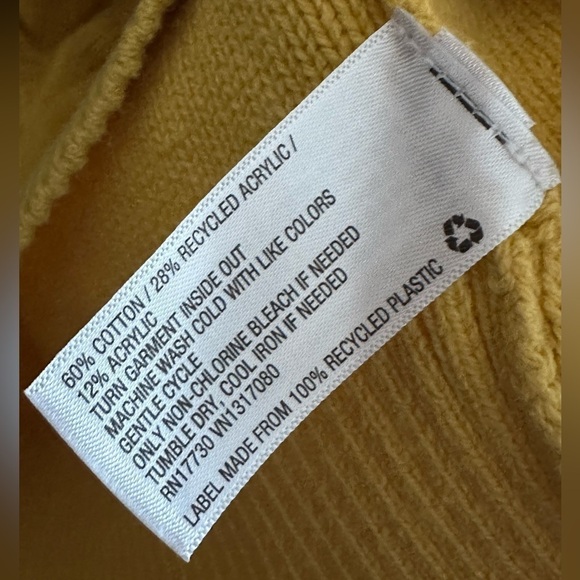 60% COTTON / 28% RECYCLED ACRYLIC /
12% ACRYLIC
TURN GARMENT INSIDE OUT
MACHINE WASH COLD WITH LIKE COLORS
GENTLE CYCLE
ONLY NON-CHLORINE BLEACH IF NEEDED
TUMBLE DRY, COOL IRON IF NEEDED
RN17730 VN1317080
LABEL MADE FROM 100% RECYCLED PLASTIC